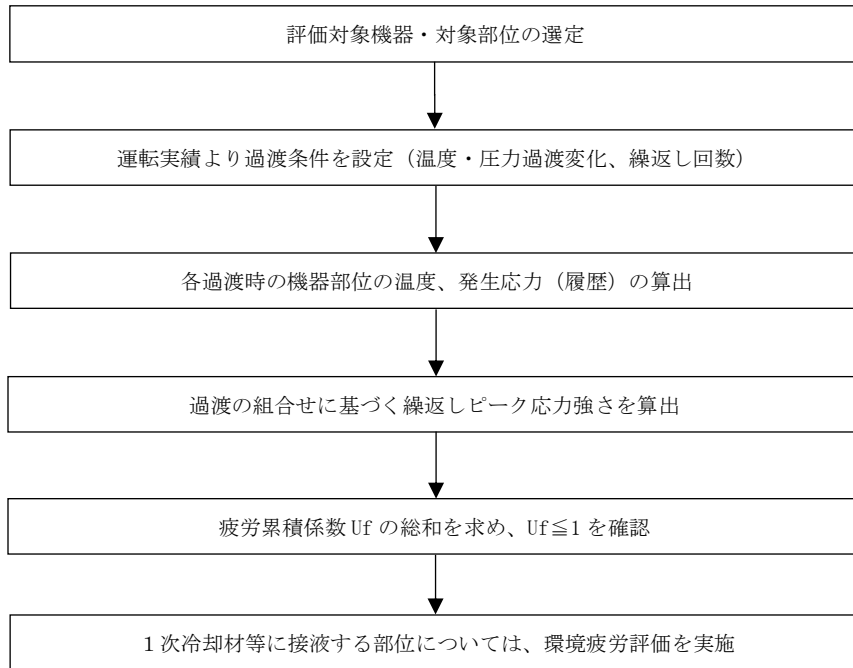 評価対象機器・対象部位の選定
運転実績より過渡条件を設定（温度・圧力過渡変化、繰返し回数）
各過渡時の機器部位の温度、発生応力（履歴）の算出
過渡の組合せに基づく繰返しピーク応力強さを算出
疲労累積係数 Uf の総和を求め、Uf≦1 を確認
１次冷却材等に接液する部位については、環境疲労評価を実施